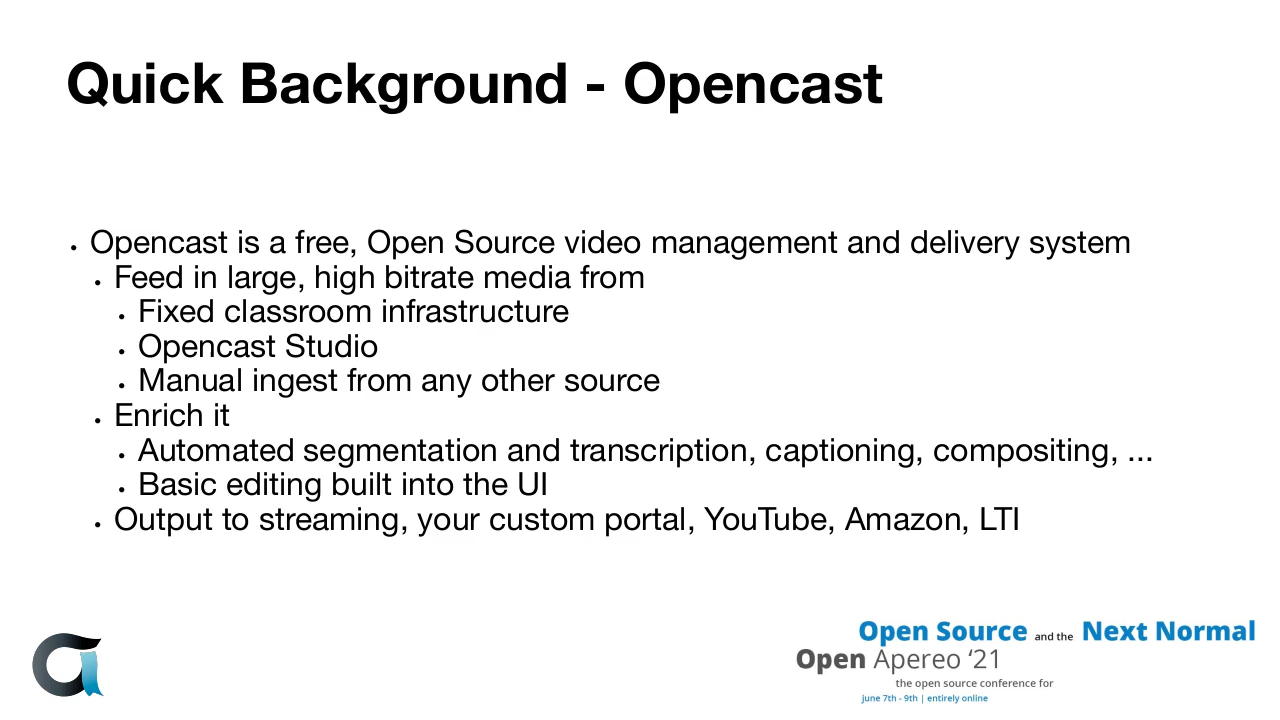 Quick Background - Opencast
• Opencast is a free, Open Source video management and delivery system
• Feed in large, high bitrate media from
• Fixed classroom infrastructure
• Opencast Studio
• Manual ingest from any other source
• Enrich it
• Automated segmentation and transcription, captioning, compositing, ...
• Basic editing built into the UI
• Output to streaming, your custom portal, YouTube, Amazon, LTI
Open Source and the Next Normal
Open Apereo ‘21
the open source conference for
june 7th - 9th | entirely online